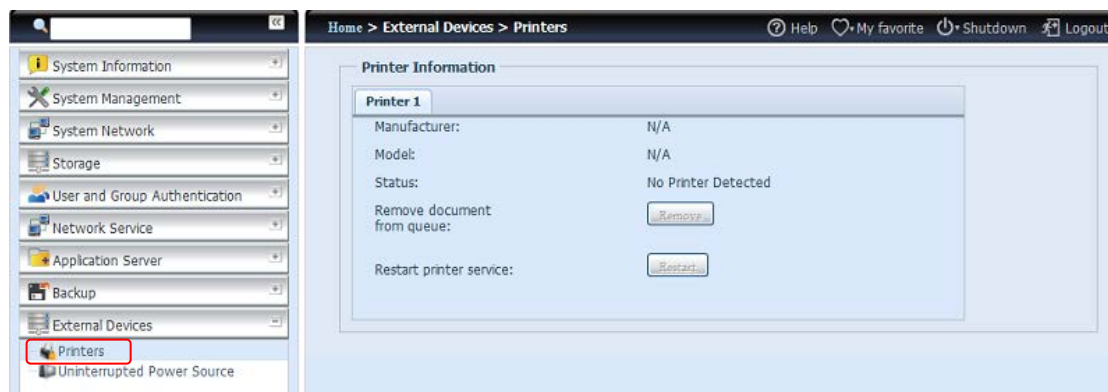 Home > External Devices > Printers
Help My favorite Shutdown Logout
System Information
System Management
System Network
Storage
User and Group Authentication
Network Service
Application Server
Backup
External Devices
Printers
Uninterrupted Power Source
Printer Information
Printer 1
Manufacturer: N/A
Model: N/A
Status: No Printer Detected
Remove document
from queue:
Remove...
Restart printer service:
Restart...